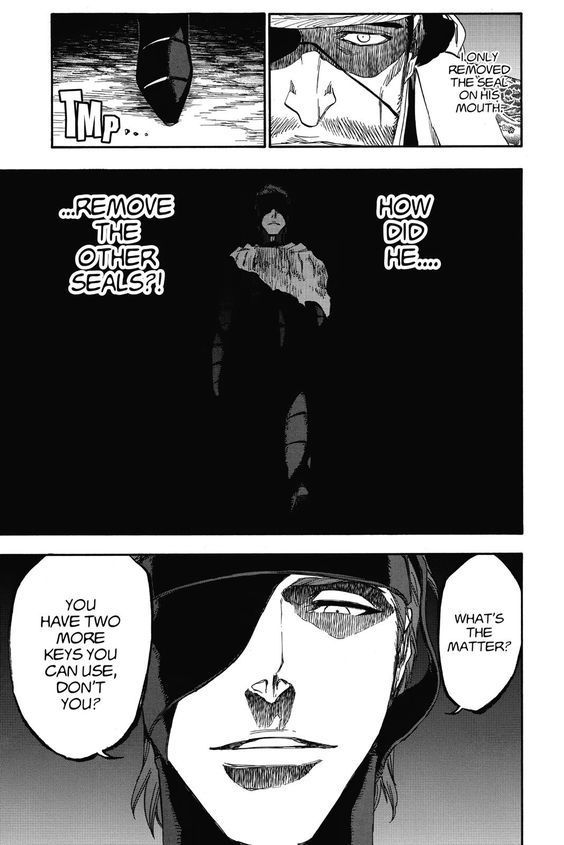 I ONLY
REMOVED
THE SEAL
ON HIS
MOUTH.
TMP...
HOW
DID
HE....
...REMOVE
THE
OTHER
SEALS?!
WHAT'S
THE
MATTER?
YOU
HAVE TWO
MORE
KEYS YOU
CAN USE,
DON'T
YOU?